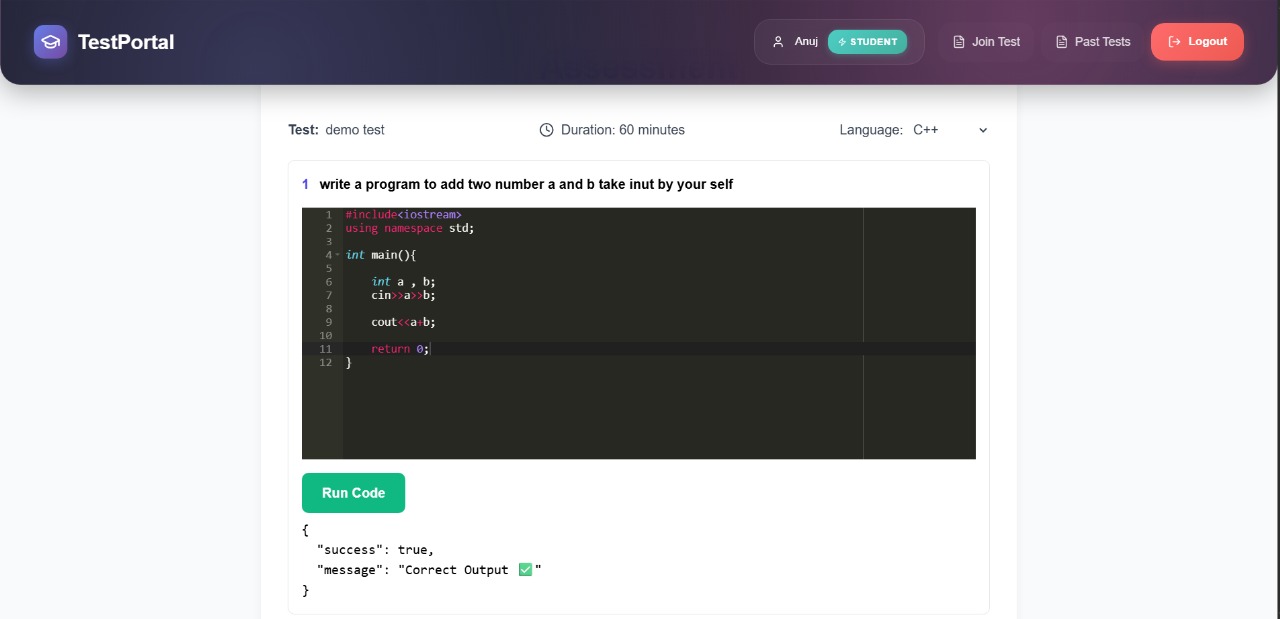 TestPortal
Anuj
STUDENT
Join Test
Past Tests
Logout
Test: demo test
Duration: 60 minutes
Language: C++
1 write a program to add two number a and b take inut by your self
1 #include<iostream>
2 using namespace std;
3
4 int main(){
5
6     int a , b;
7     cin>>a>>b;
8
9     cout<<a+b;
10
11     return 0;
12 }
Run Code
{
  "success": true,
  "message": "Correct Output ✅"
}